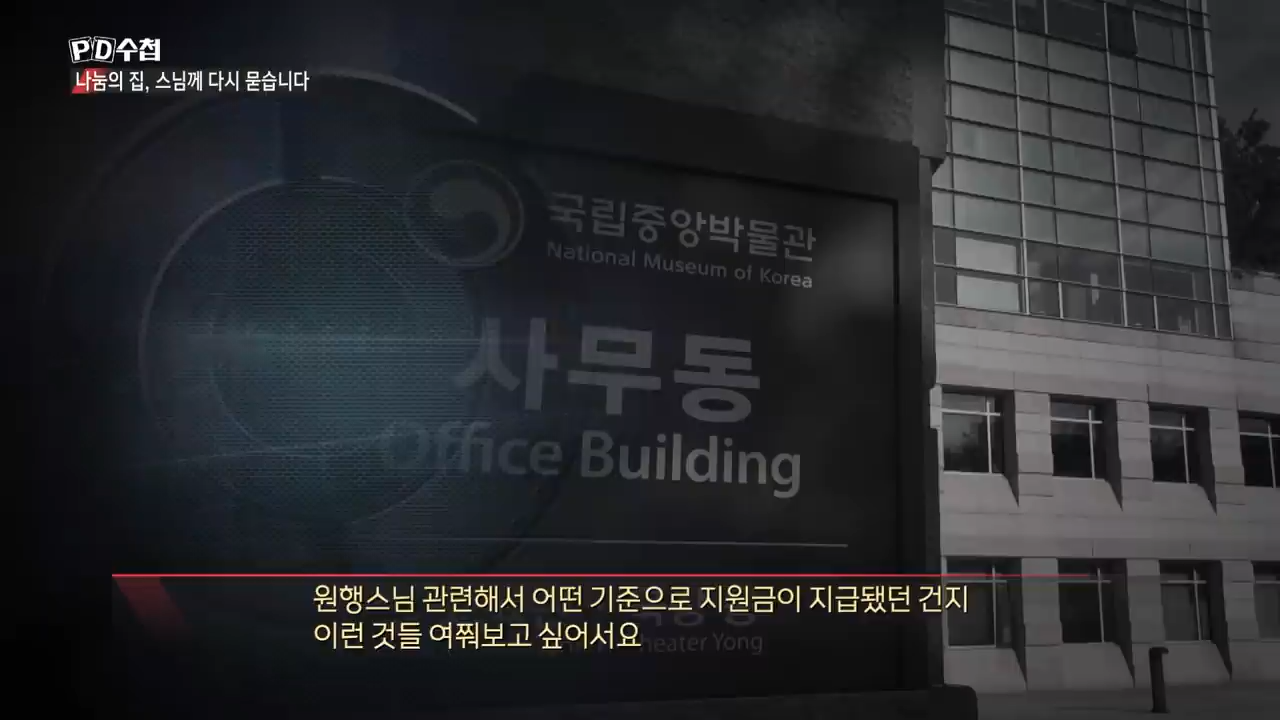 PD수첩
나눔의 집, 스님께 다시 묻습니다
국립중앙박물관
National Museum of Korea
사무동
Office Building
원행스님 관련해서 어떤 기준으로 지원금이 지급됐던 건지
이런 것들 여쭤보고 싶어서요
Theater Yong